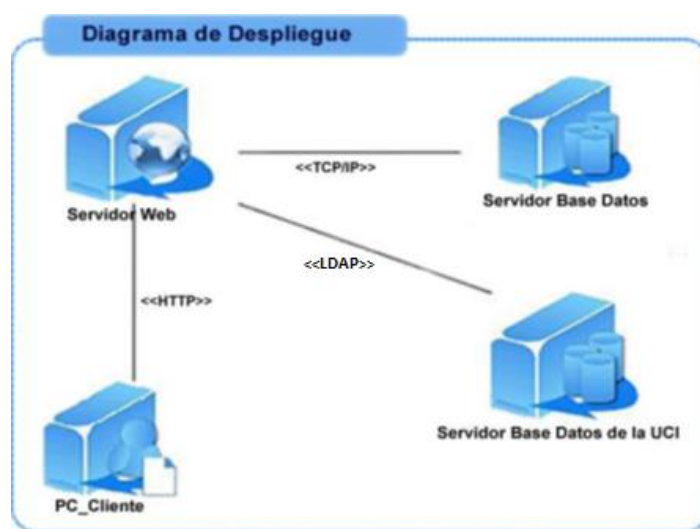 Diagrama de Despliegue
Servidor Web
<<TCP/IP>>
Servidor Base Datos
<<LDAP>>
<<HTTP>>
Servidor Base Datos de la UCI
PC_Cliente